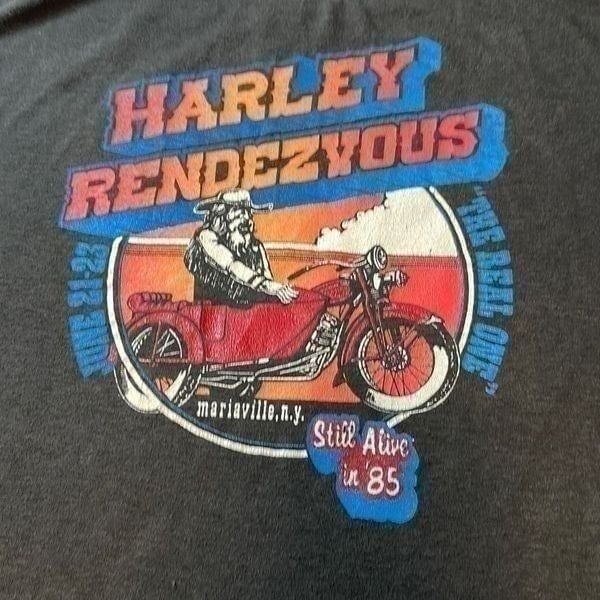 HARLEY
RENDEZVOUS
JUNE 21-23
"THE REAL ONE"
mariaville, n.y.
Still Alive
in '85